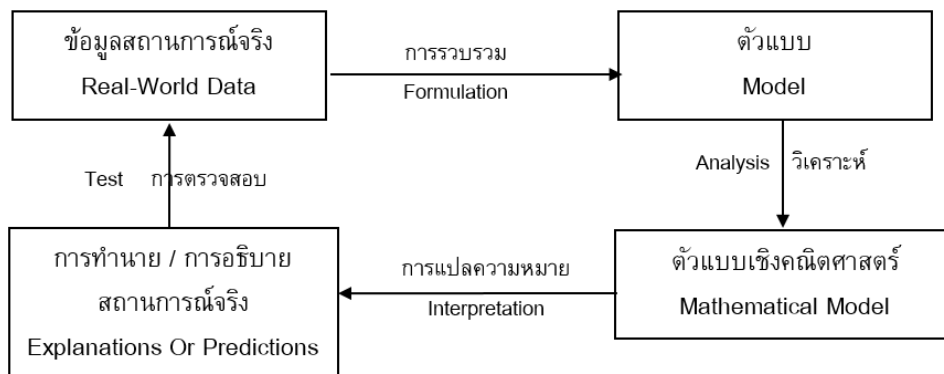 ข้อมูลสถานการณ์จริง
Real-World Data
การรวบรวม
Formulation
ตัวแบบ
Model
Test การตรวจสอบ
Analysis วิเคราะห์
การทำนาย / การอธิบาย
สถานการณ์จริง
Explanations Or Predictions
การแปลความหมาย
Interpretation
ตัวแบบเชิงคณิตศาสตร์
Mathematical Model